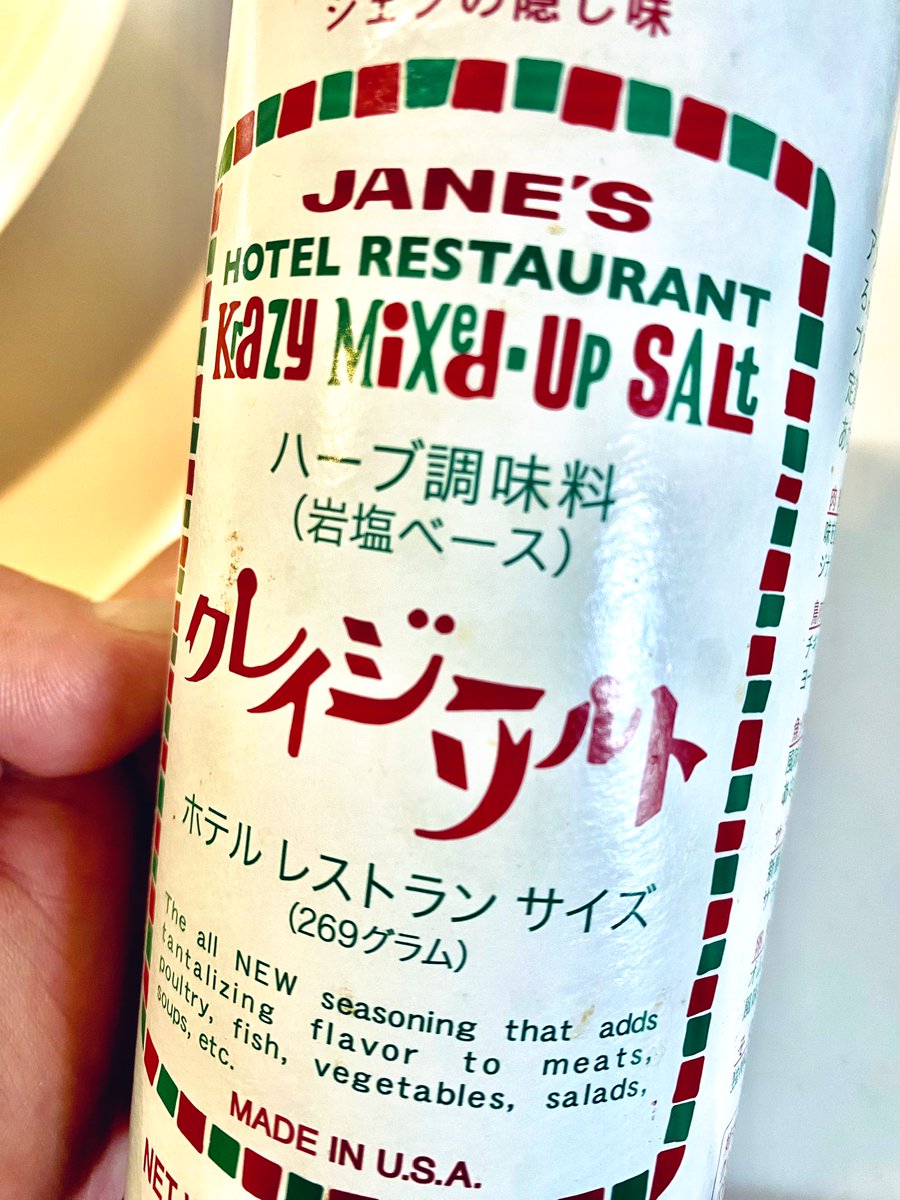 シェフの隠し味
JANE'S
HOTEL RESTAURANT
Krazy Mixed-Up SALt
ハーブ調味料
(岩塩ベース)
クレイジーソルト
ホテル レストラン サイズ
(269グラム)
The all NEW seasoning that adds
tantalizing flavor to meats,
poultry, fish, vegetables, salads,
soups, etc.
MADE IN U.S.A.
NET